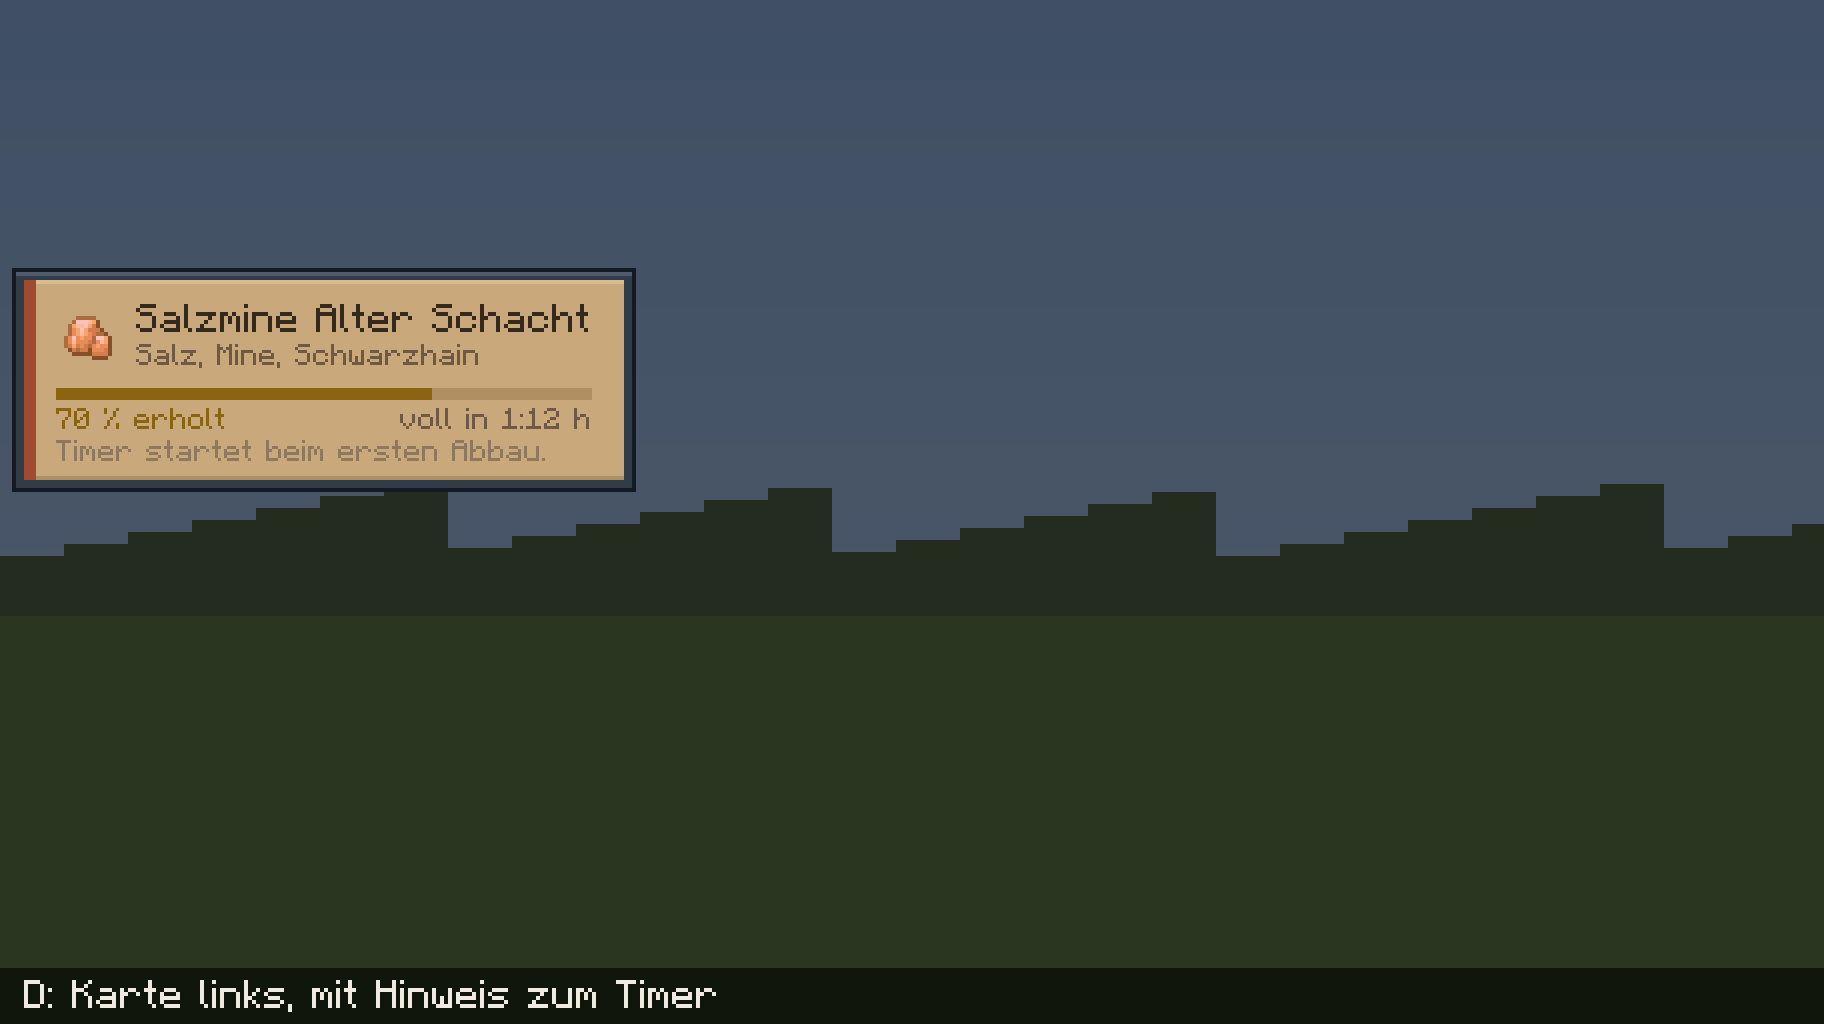 Salzmine Alter Schacht
Salz, Mine, Schwarzhain
70 % erholt
voll in 1:12 h
Timer startet beim ersten Abbau.
D: Karte links, mit Hinweis zum Timer